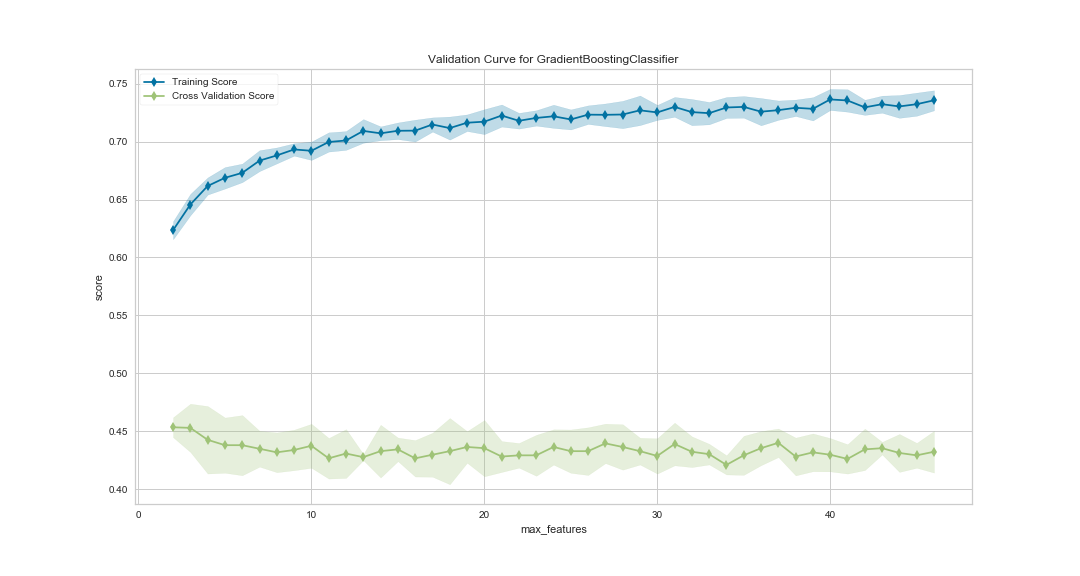 Validation Curve for GradientBoostingClassifier
Training Score
Cross Validation Score
0.75
0.70
0.65
0.60
0.55
0.50
0.45
0.40
score
0 10 20 30 40
max_features